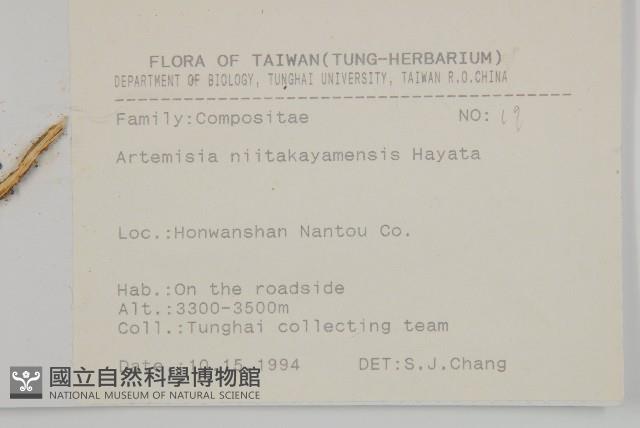 FLORA OF TAIWAN(TUNG-HERBARIUM)
DEPARTMENT OF BIOLOGY, TUNGHAI UNIVERSITY, TAIWAN R.O.CHINA
Family:Compositae NO: 19
Artemisia niitakayamensis Hayata
Loc.:Honwanshan Nantou Co.
Hab.:On the roadside
Alt.:3300-3500m
Coll.:Tunghai collecting team
Date.:10.15.1994 DET:S.J.Chang
國立自然科學博物館
NATIONAL MUSEUM OF NATURAL SCIENCE